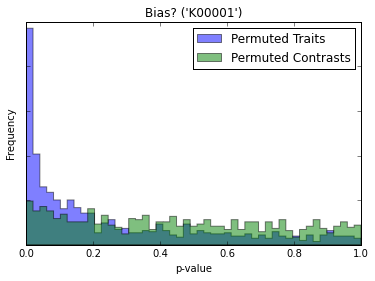 Bias? ('K00001')
Permuted Traits
Permuted Contrasts
Frequency
0.0 0.2 0.4 0.6 0.8 1.0
p-value